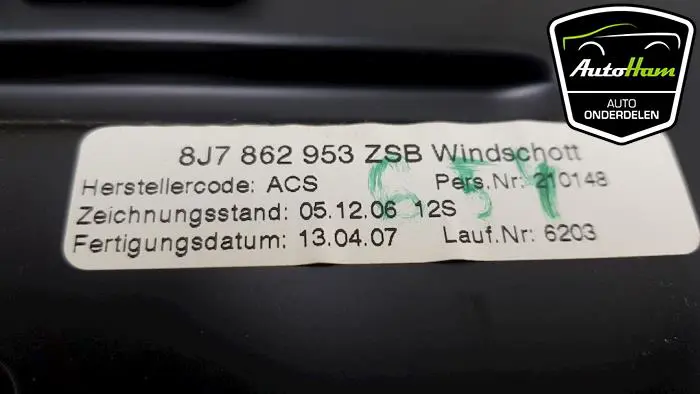 AutoHam
AUTO
ONDERDELEN
8J7 862 953 ZSB Windschott
Herstellercode: ACS Pers.Nr: 210148
Zeichnungsstand: 05.12.06 12S
Fertigungsdatum: 13.04.07 Lauf.Nr: 6203